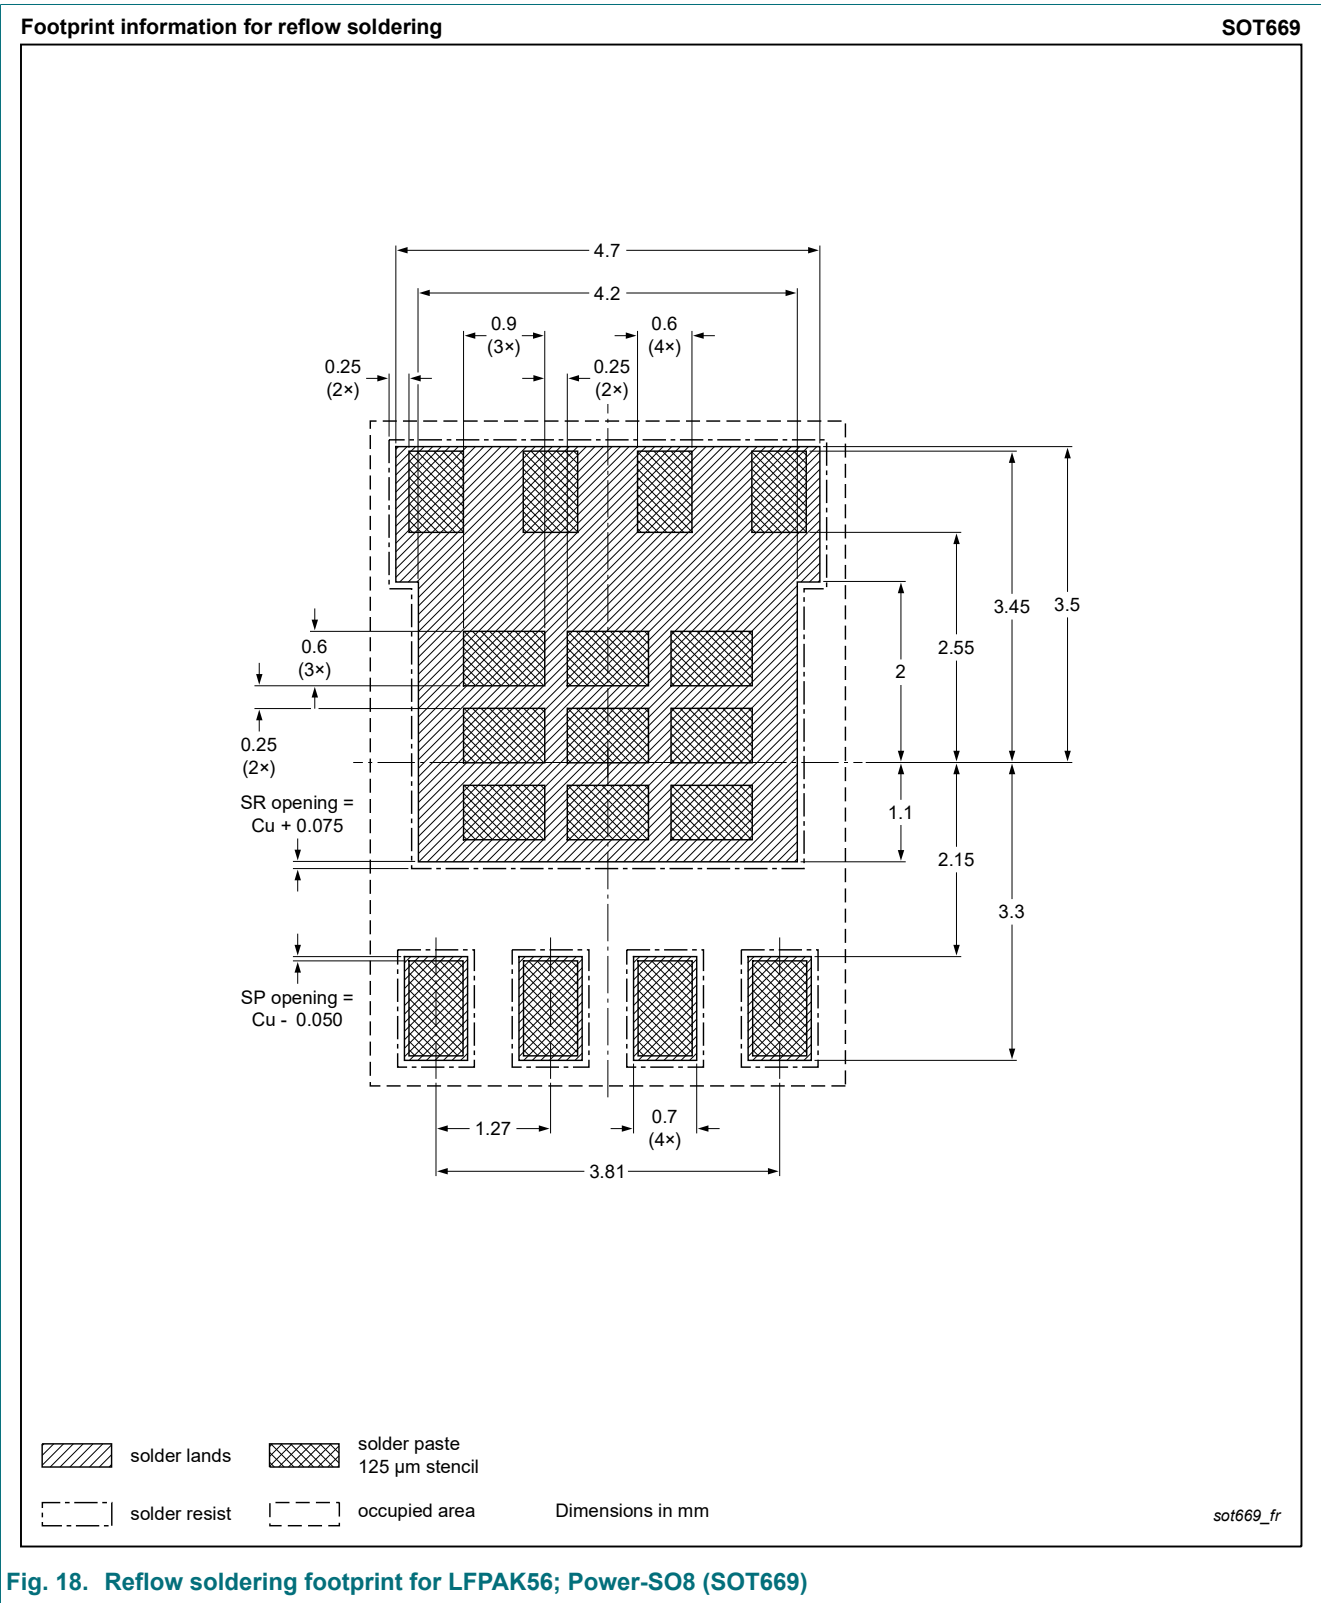 Footprint information for reflow soldering
SOT669
4.7
4.2
0.9
(3×)
0.6
(4×)
0.25
(2×)
0.25
(2×)
3.45
3.5
2.55
2
0.6
(3×)
0.25
(2×)
SR opening =
Cu + 0.075
1.1
2.15
3.3
SP opening =
Cu - 0.050
1.27
0.7
(4×)
3.81
solder lands
solder paste
125 µm stencil
solder resist
occupied area
Dimensions in mm
sot669_fr
Fig. 18. Reflow soldering footprint for LFPAK56; Power-SO8 (SOT669)